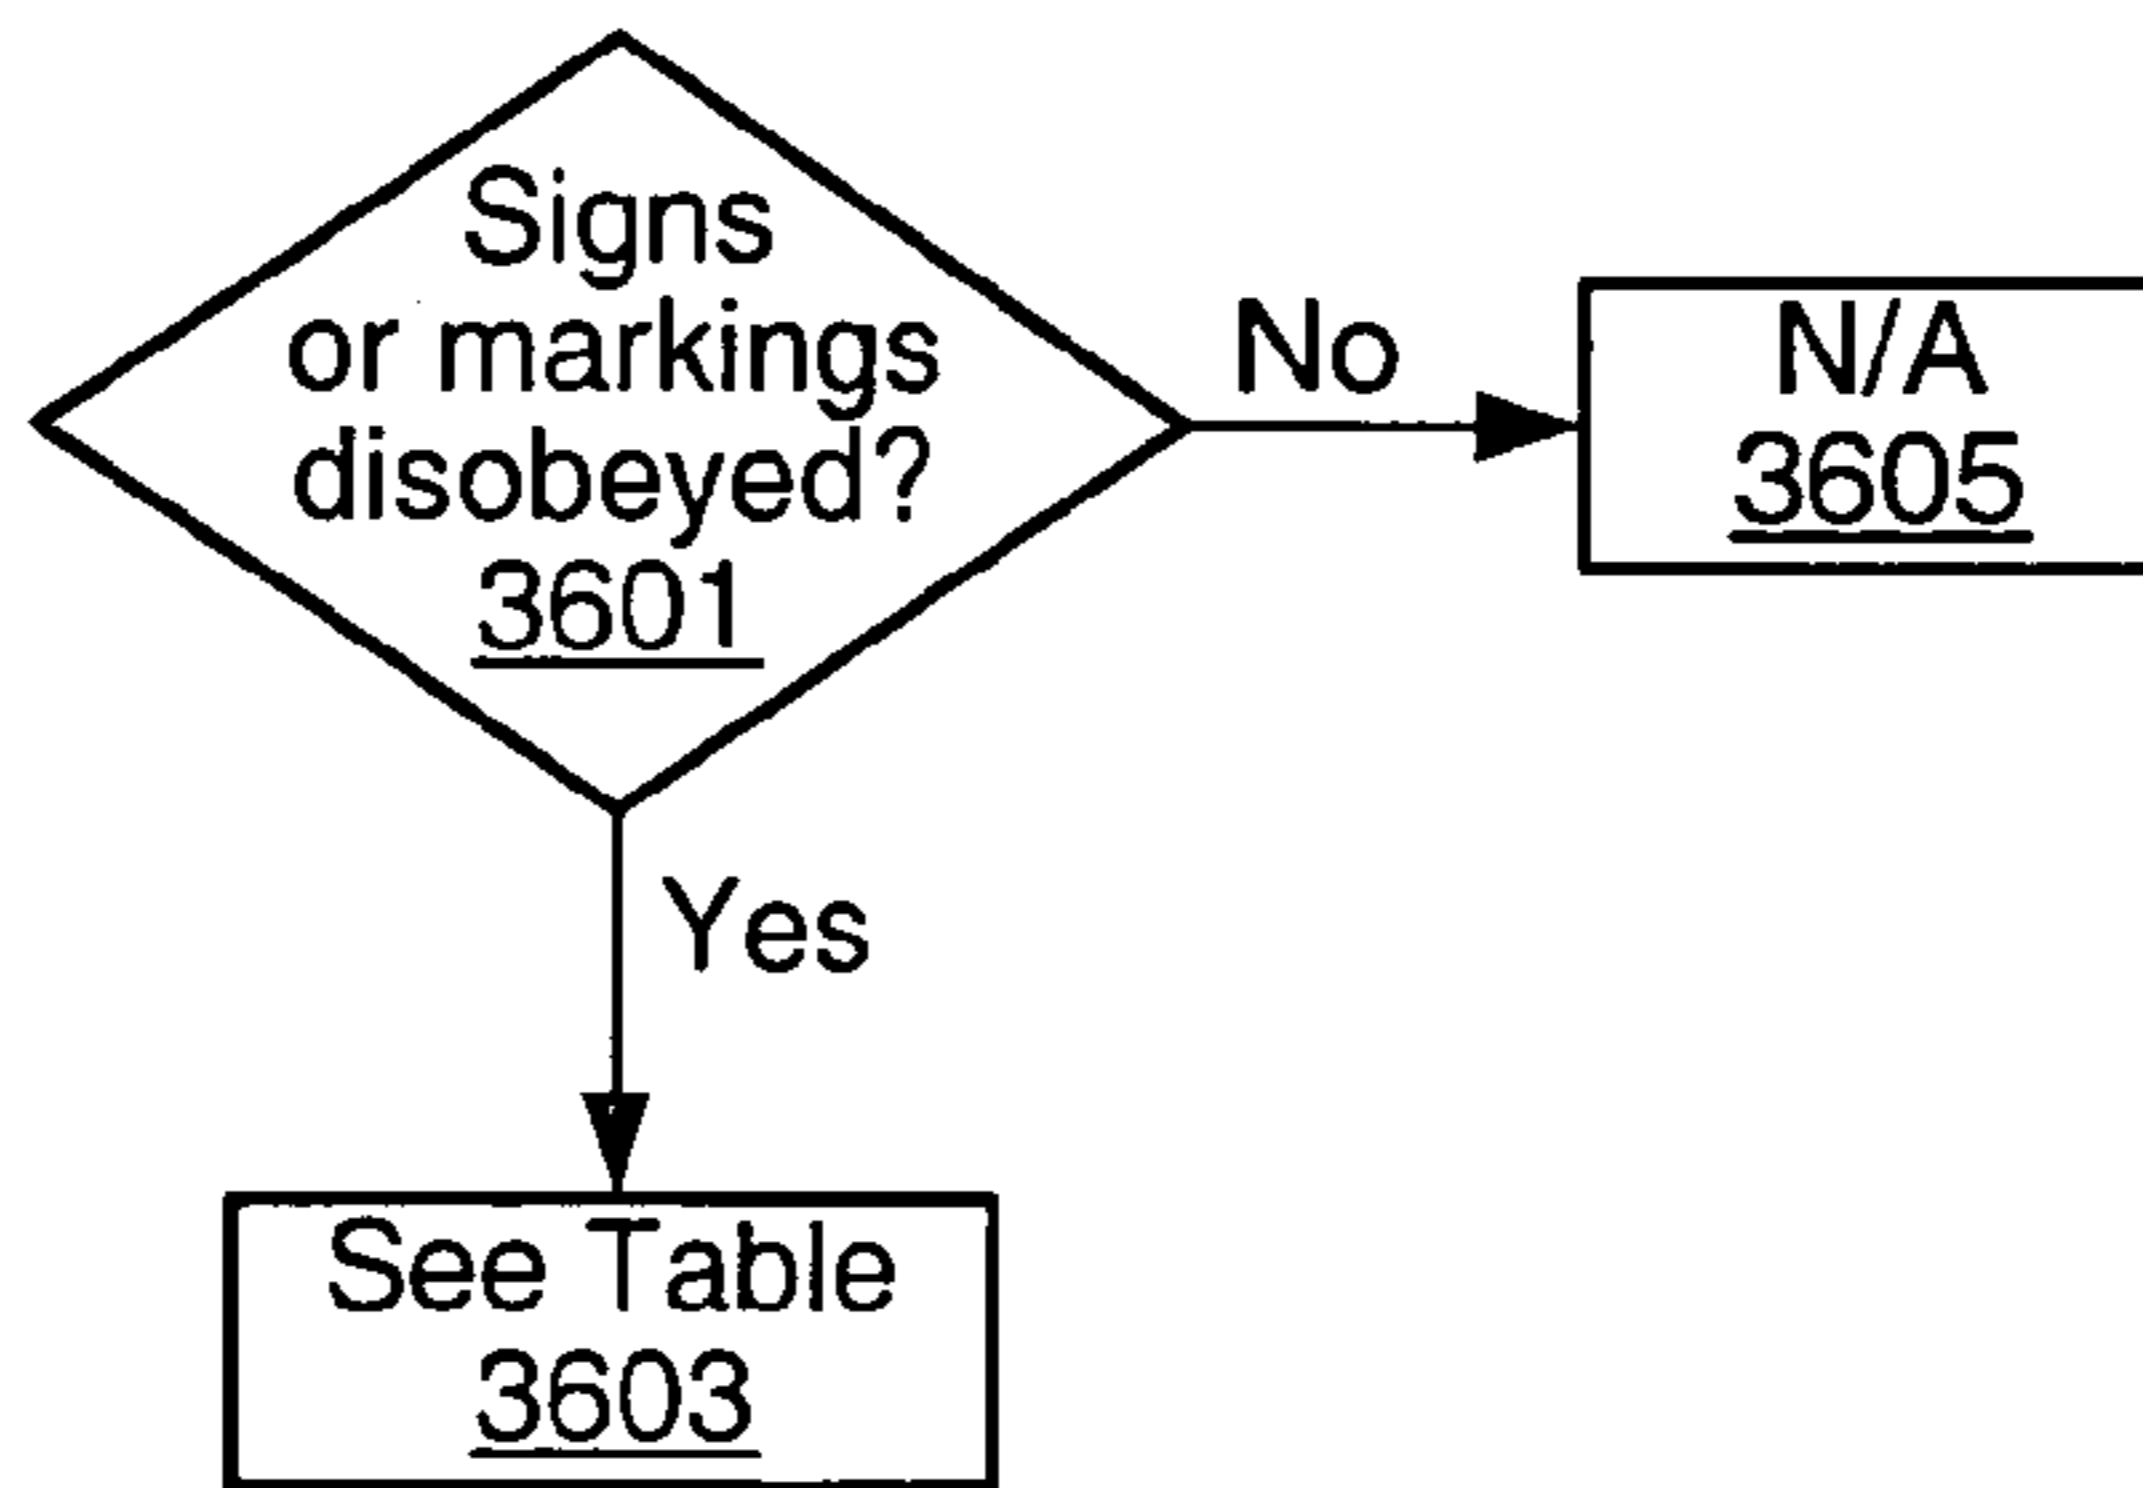 Signs
or markings
disobeyed?
3601
No
N/A
3605
Yes
See Table
3603